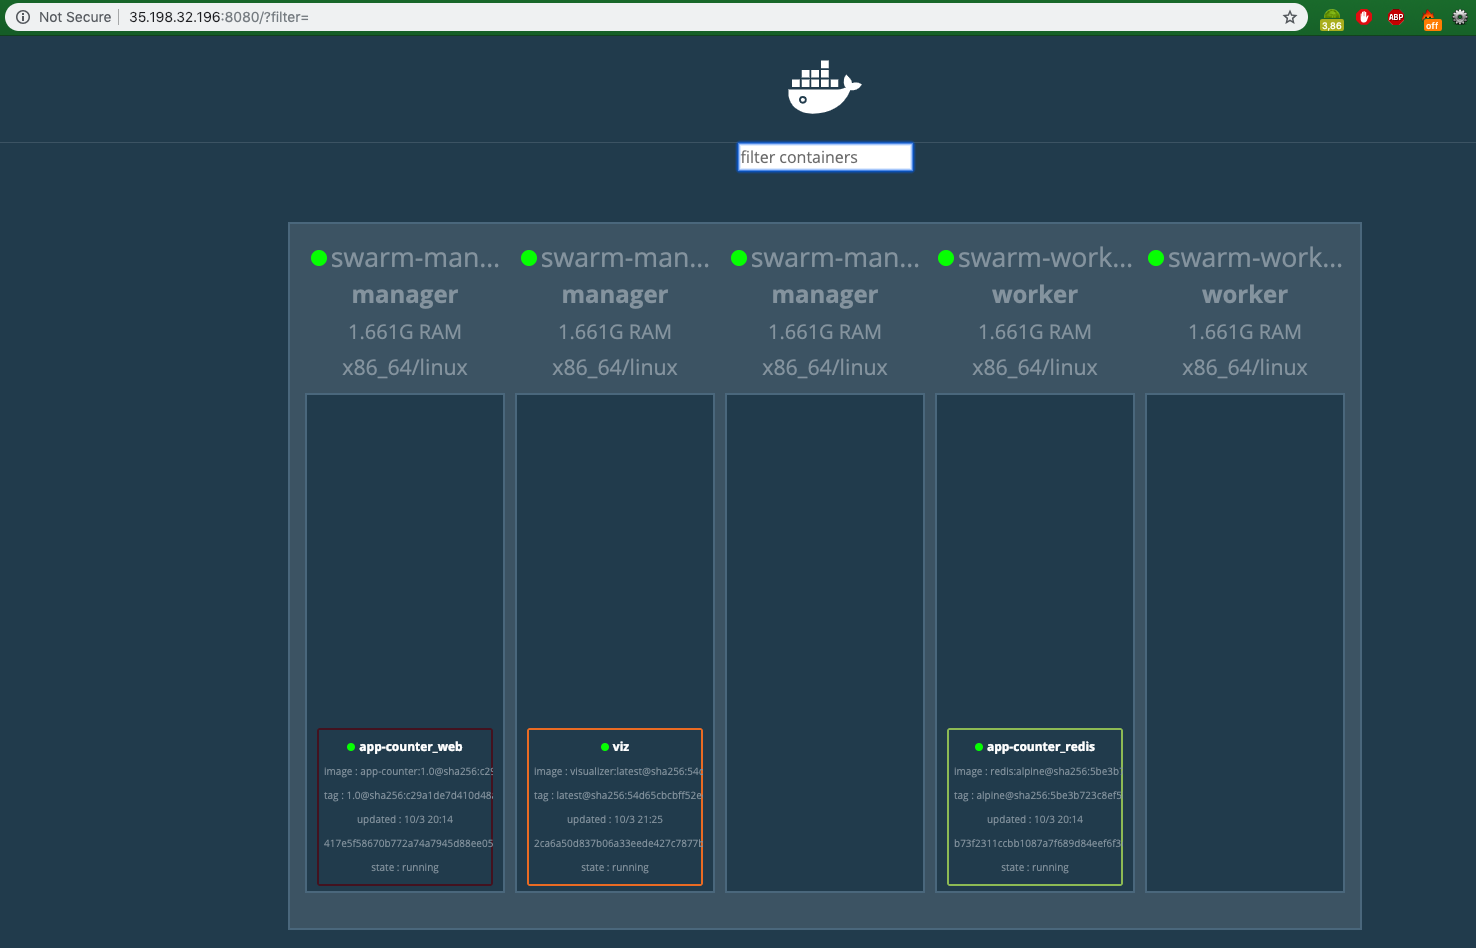 Not Secure 35.198.32.196:8080/?filter=
3,86
ABP
off
filter containers
swarm-man...
manager
1.661G RAM
x86_64/linux
swarm-man...
manager
1.661G RAM
x86_64/linux
swarm-man...
manager
1.661G RAM
x86_64/linux
swarm-work...
worker
1.661G RAM
x86_64/linux
swarm-work...
worker
1.661G RAM
x86_64/linux
app-counter_web
image : app-counter:1.0@sha256:c29
tag : 1.0@sha256:c29a1de7d410d48a
updated : 10/3 20:14
417e5f58670b772a74a7945d88ee05
state : running
viz
image : visualizer:latest@sha256:54d
tag : latest@sha256:54d65cbcbff52e
updated : 10/3 21:25
2ca6a50d837b06a33eede427c7877b
state : running
app-counter_redis
image : redis:alpine@sha256:5be3b7
tag : alpine@sha256:5be3b723c8ef5
updated : 10/3 20:14
b73f2311ccbb1087a7f689d84eef6f3
state : running